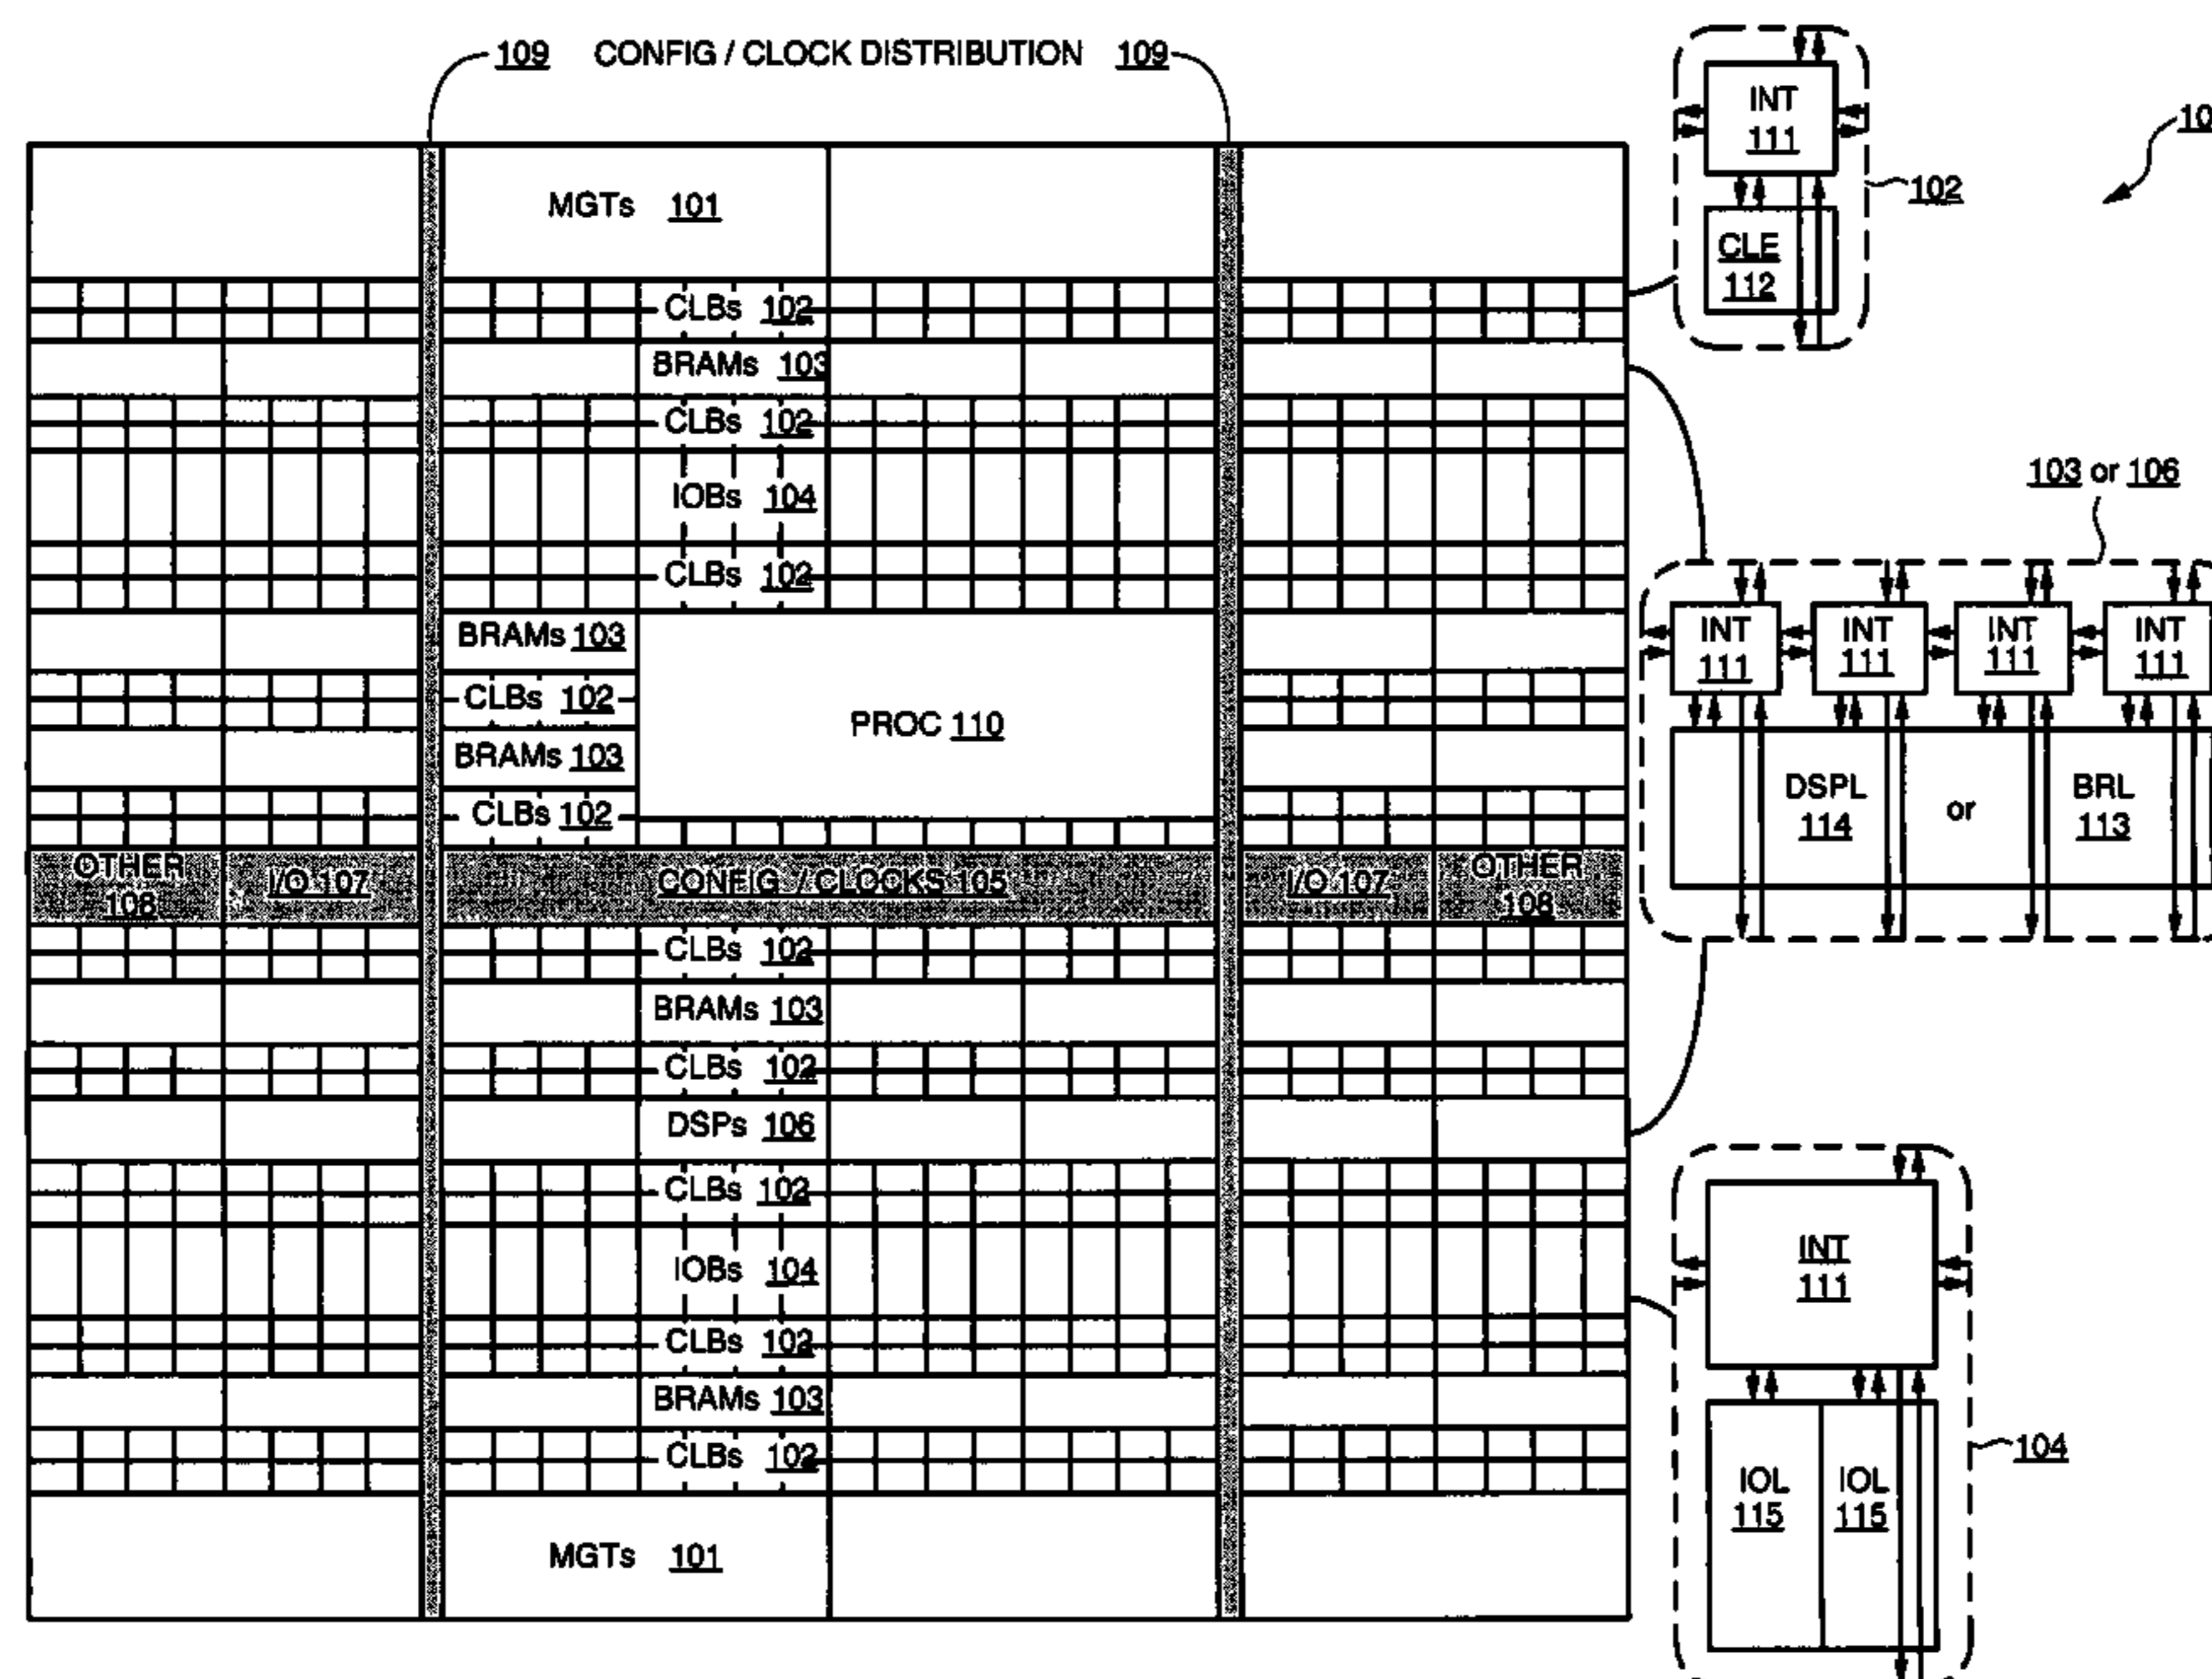 109 CONFIG / CLOCK DISTRIBUTION 109
MGTs 101
CLBs 102
BRAMs 103
CLBs 102
IOBs 104
CLBs 102
BRAMs 103
CLBs 102
BRAMs 103
CLBs 102
PROC 110
OTHER
108
I/O 107
CONFIG / CLOCKS 105
I/O 107
OTHER
108
CLBs 102
BRAMs 103
CLBs 102
DSPs 106
CLBs 102
IOBs 104
CLBs 102
BRAMs 103
CLBs 102
MGTs 101
INT
111
CLE
112
102
103 or 106
INT
111
INT
111
INT
111
INT
111
DSPL
114
or
BRL
113
INT
111
IOL
115
IOL
115
104